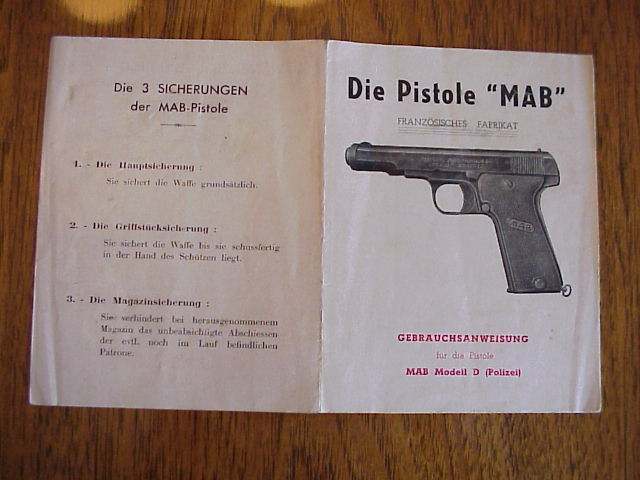 Die 3 SICHERUNGEN
der MAB-Pistole
1. - Die Hauptsicherung :
Sie sichert die Waffe grundsätzlich.
2. - Die Griffstücksicherung :
Sie sichert die Waffe bis sie schussfertig
in der Hand des Schützen liegt.
3. - Die Magazinsicherung :
Sie verhindert bei herausgenommenem
Magazin das unbeabsichtigte Abschiessen
der evtl. noch im Lauf befindlichen
Patrone.
Die Pistole "MAB"
FRANZÖSISCHES FABRIKAT
MAB
GEBRAUCHSANWEISUNG
für die Pistole
MAB Modell D (Polizei)